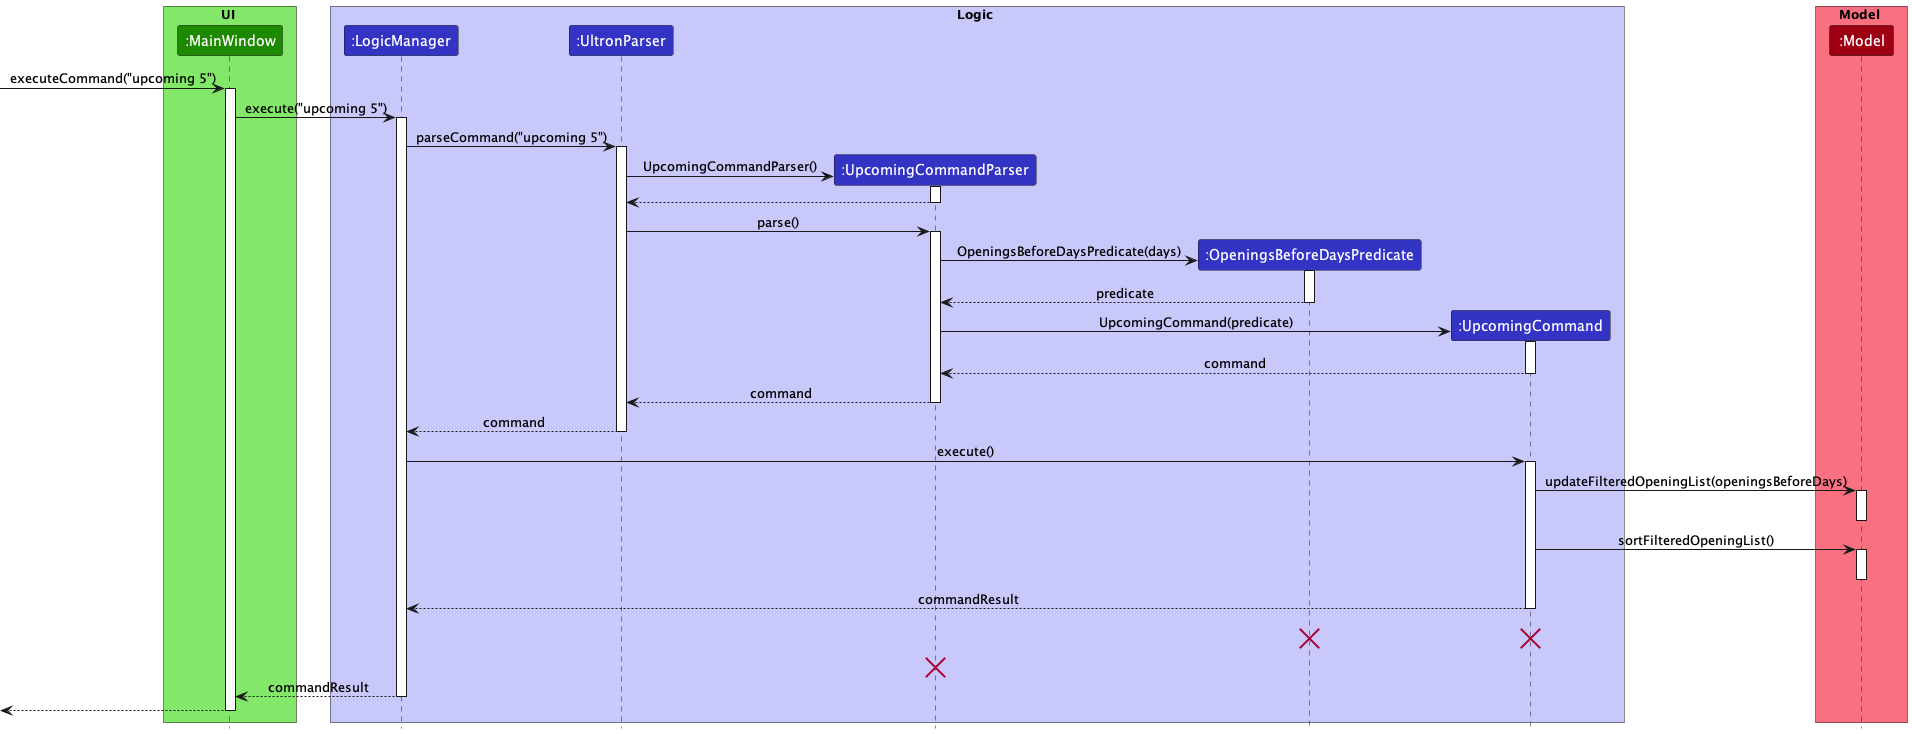 UI
Logic
Model
:MainWindow
:LogicManager
:UltronParser
:Model
executeCommand("upcoming 5")
execute("upcoming 5")
parseCommand("upcoming 5")
UpcomingCommandParser()
:UpcomingCommandParser
parse()
OpeningsBeforeDaysPredicate(days)
:OpeningsBeforeDaysPredicate
predicate
UpcomingCommand(predicate)
:UpcomingCommand
command
command
command
execute()
updateFilteredOpeningList(openingsBeforeDays)
sortFilteredOpeningList()
commandResult
commandResult